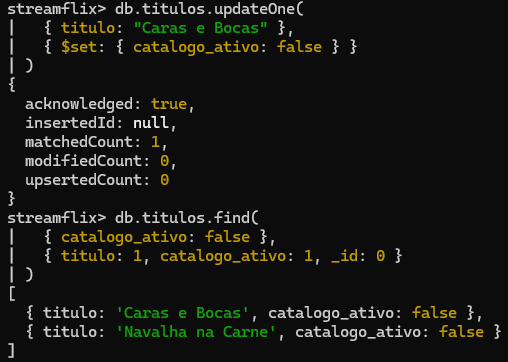 streamflix> db.titulos.updateOne(
|   { titulo: "Caras e Bocas" },
|   { $set: { catalogo_ativo: false } }
| )
{
  acknowledged: true,
  insertedId: null,
  matchedCount: 1,
  modifiedCount: 0,
  upsertedCount: 0
}
streamflix> db.titulos.find(
|   { catalogo_ativo: false },
|   { titulo: 1, catalogo_ativo: 1, _id: 0 }
| )
[
  { titulo: 'Caras e Bocas', catalogo_ativo: false },
  { titulo: 'Navalha na Carne', catalogo_ativo: false }
]